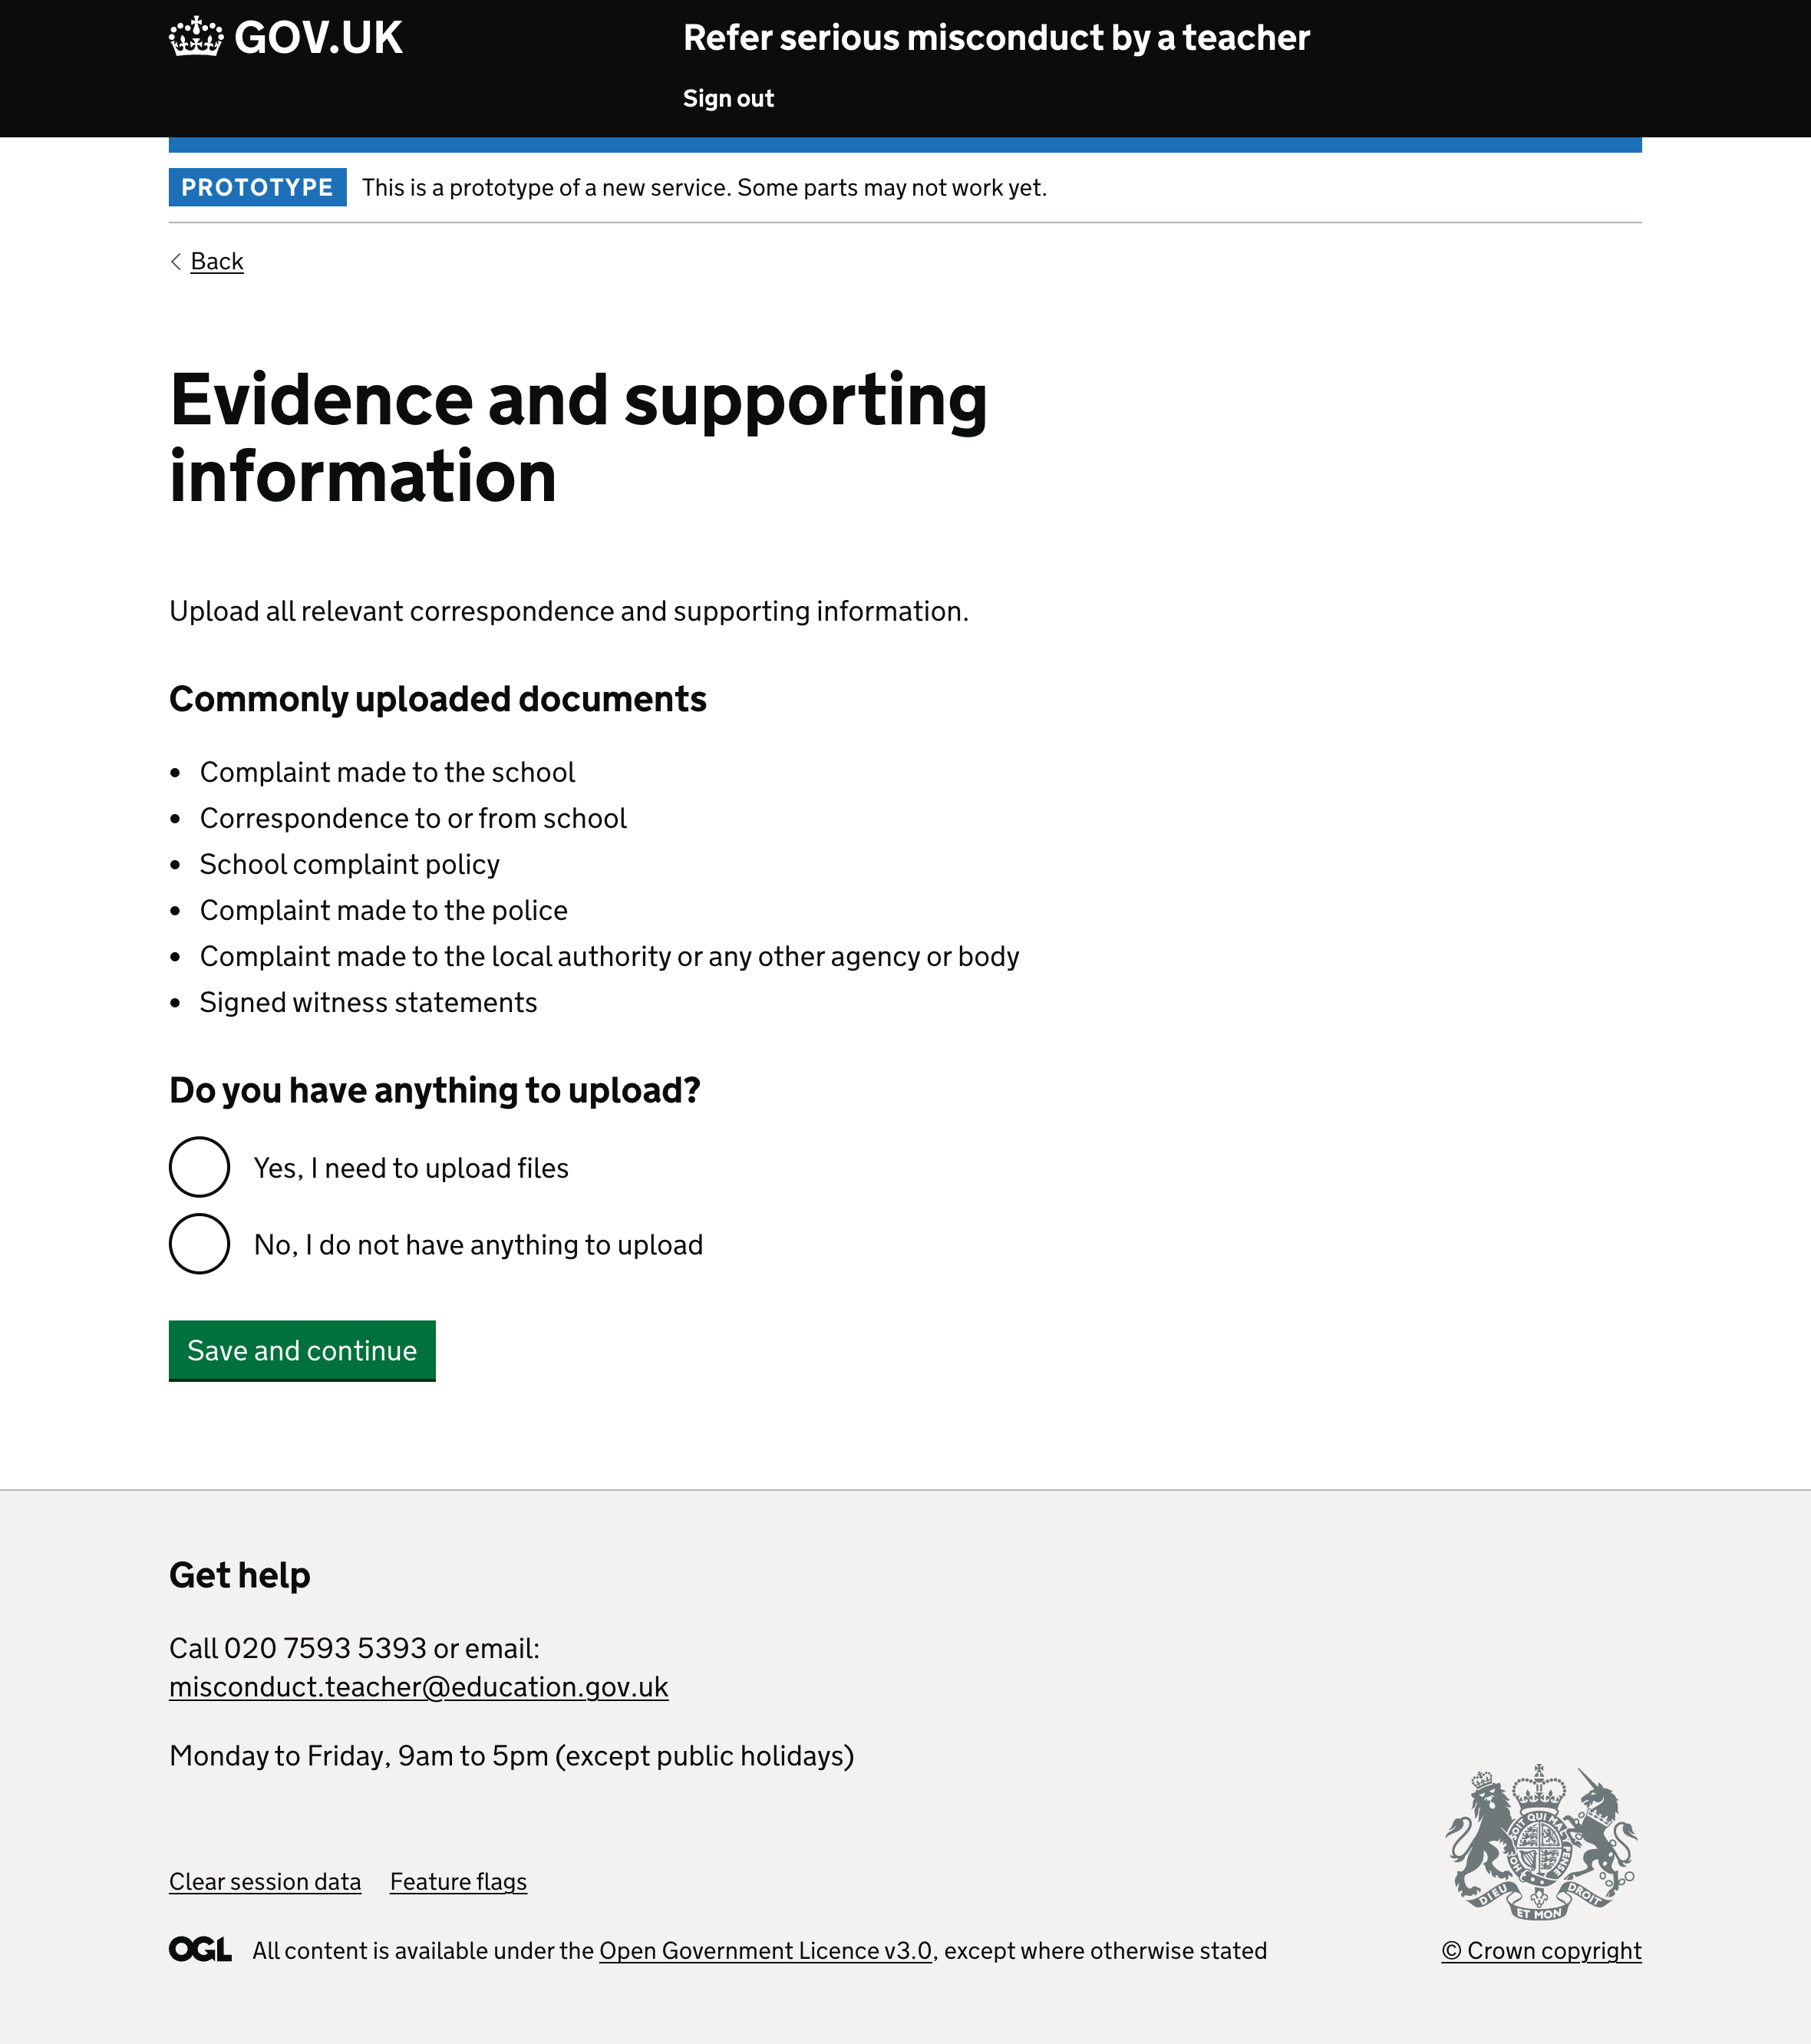 GOV.UK
Refer serious misconduct by a teacher
Sign out
PROTOTYPE This is a prototype of a new service. Some parts may not work yet.
Back
Evidence and supporting
information
Upload all relevant correspondence and supporting information.
Commonly uploaded documents
• Complaint made to the school
• Correspondence to or from school
• School complaint policy
• Complaint made to the police
• Complaint made to the local authority or any other agency or body
• Signed witness statements
Do you have anything to upload?
Yes, I need to upload files
No, I do not have anything to upload
Save and continue
Get help
Call 020 7593 5393 or email:
misconduct.teacher@education.gov.uk
Monday to Friday, 9am to 5pm (except public holidays)
SOIT QUI MAL
PENSE
HON
DIEU ET MON DROIT
Clear session data Feature flags
OGL All content is available under the Open Government Licence v3.0, except where otherwise stated
© Crown copyright